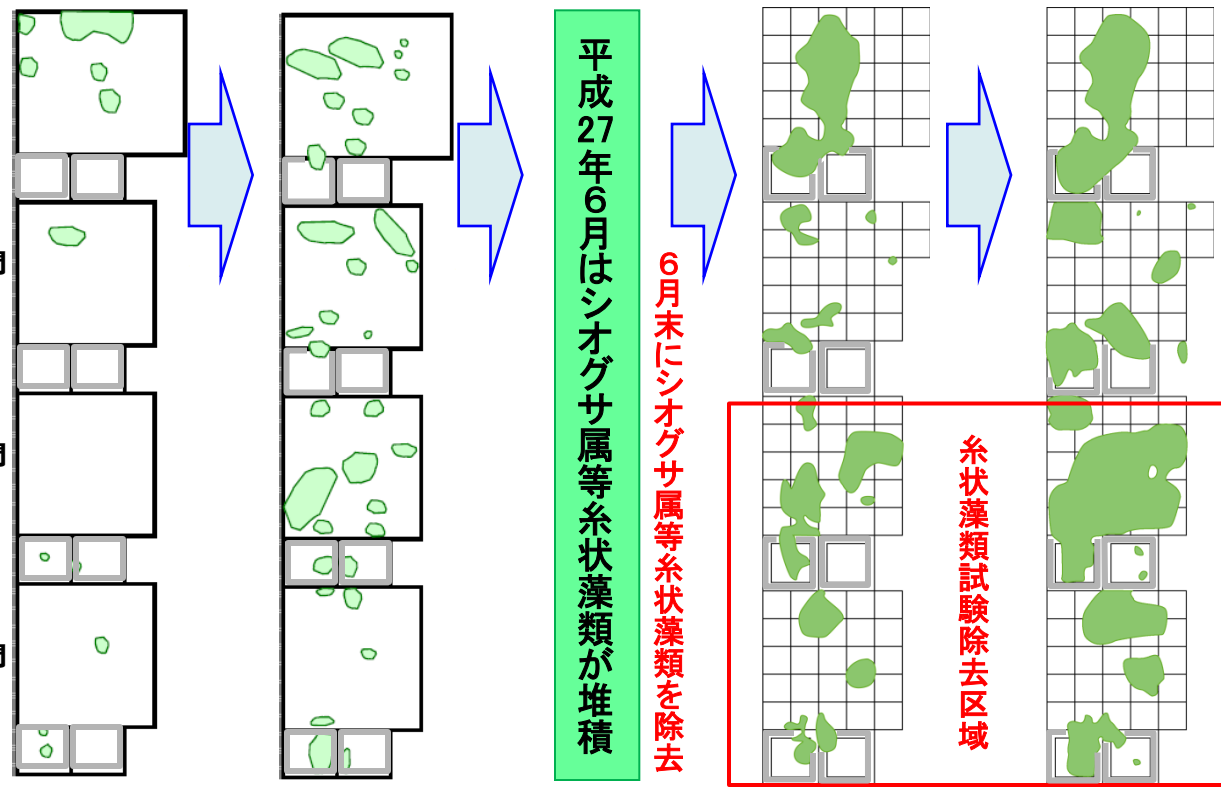 平成27年6月はシオグサ属等糸状藻類が堆積
6月末にシオグサ属等糸状藻類を除去
糸状藻類試験除去区域